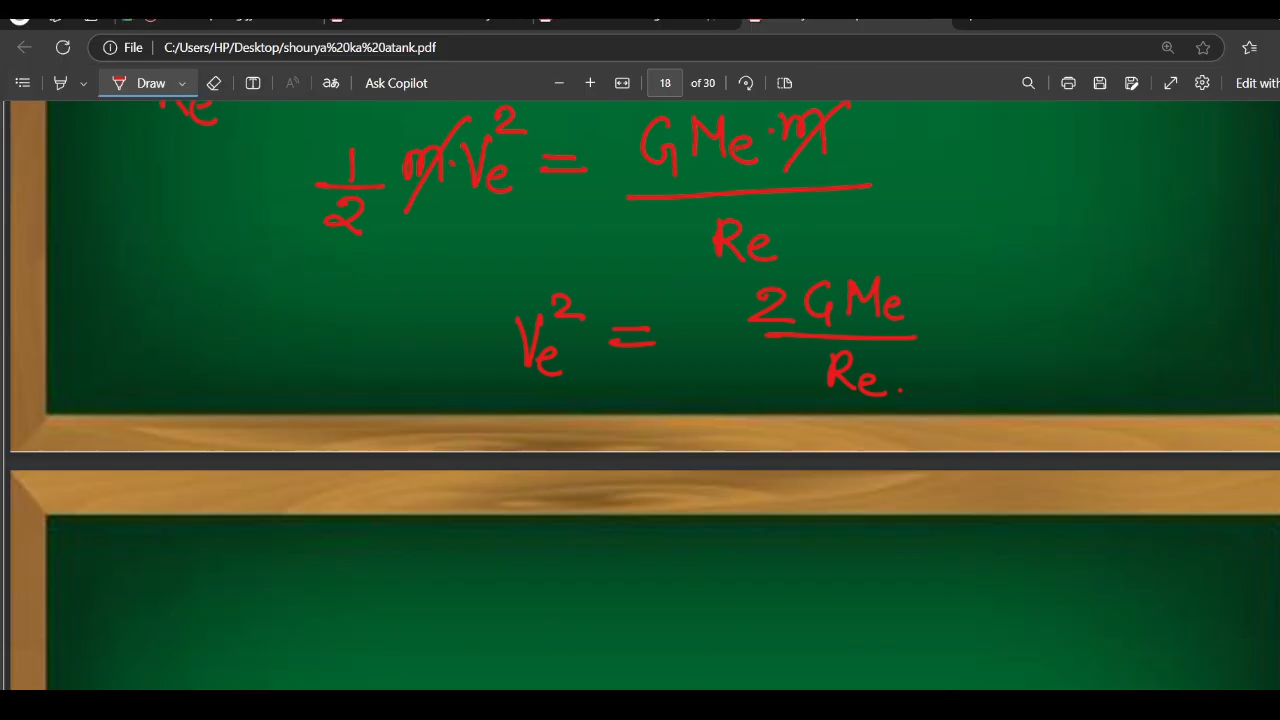 File | C:/Users/HP/Desktop/shourya%20ka%20atank.pdf
Draw Ask Copilot 18 of 30 Edit with
Re
1/2 m·Ve² = GMe·m/Re
Ve² = 2GMe/Re.